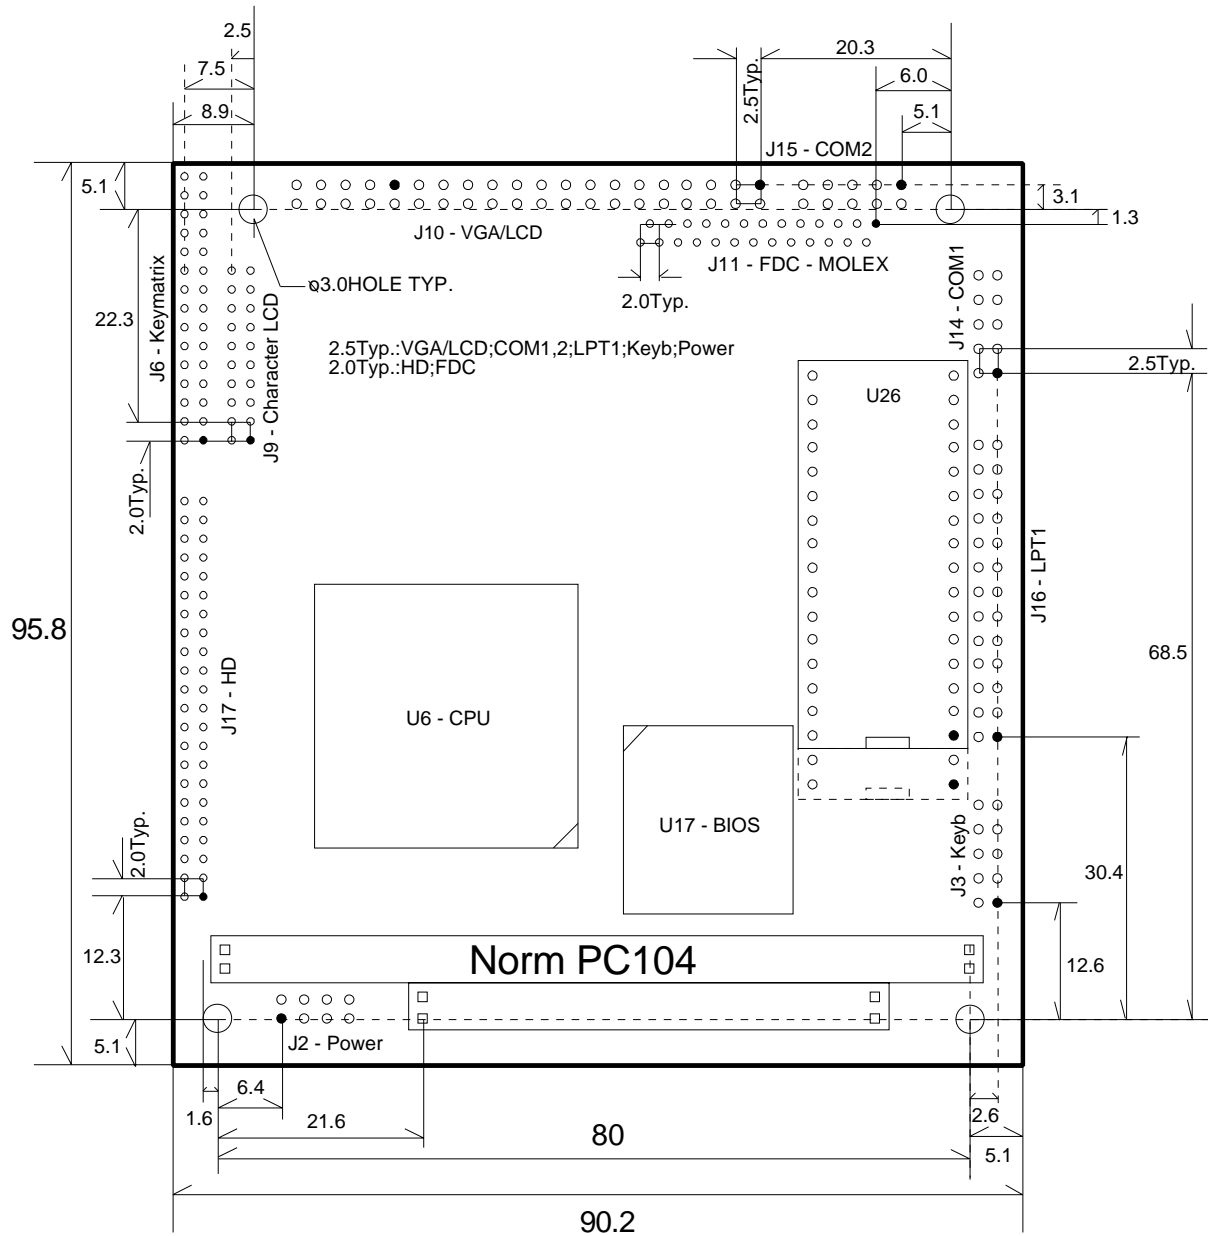 2.5
20.3
7.5
2.5Typ.
6.0
8.9
5.1
J15 - COM2
5.1
3.1
1.3
J10 - VGA/LCD
J11 - FDC - MOLEX
ø3.0HOLE TYP.
2.0Typ.
J6 - Keymatrix
J9 - Character LCD
J14 - COM1
22.3
2.5Typ.:VGA/LCD;COM1,2;LPT1;Keyb;Power
2.0Typ.:HD;FDC
2.5Typ.
U26
2.0Typ.
J16 - LPT1
95.8
68.5
J17 - HD
U6 - CPU
U17 - BIOS
2.0Typ.
J3 - Keyb
30.4
12.3
Norm PC104
12.6
5.1
J2 - Power
6.4
1.6
21.6
2.6
80
5.1
90.2